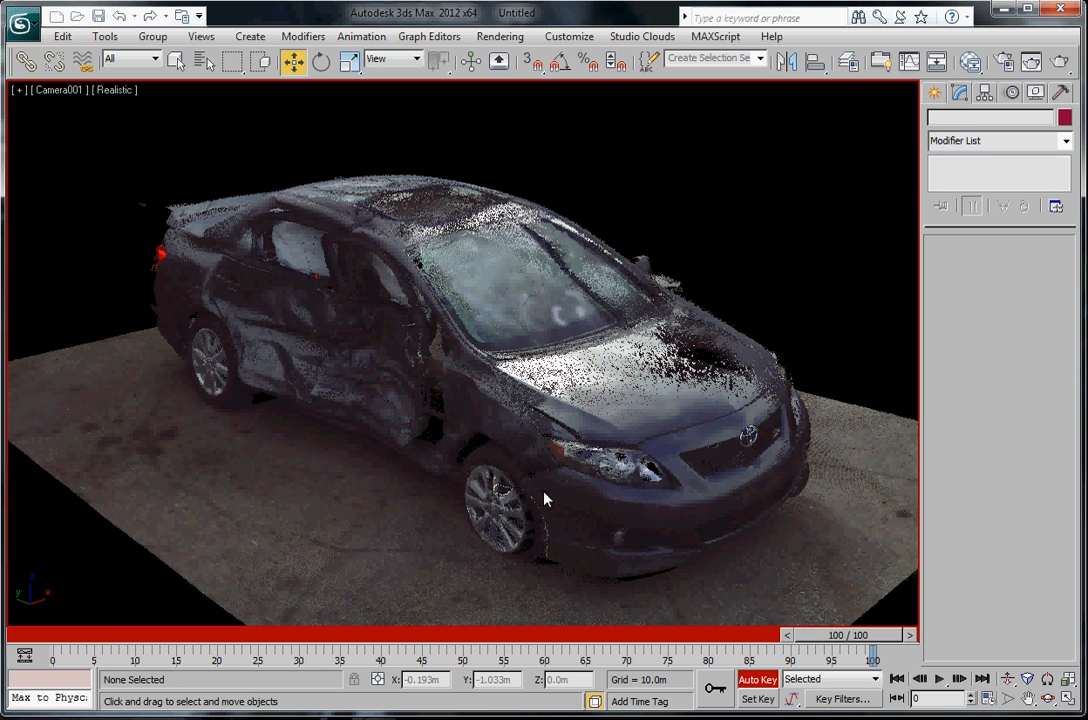 Autodesk 3ds Max 2012 x64 Untitled
Type a keyword or phrase
Edit Tools Group Views Create Modifiers Animation Graph Editors Rendering Customize Studio Clouds MAXScript Help
All View 3 % ABC Create Selection Se
[ + ] [ Camera001 ] [ Realistic ]
Modifier List
z
y x
< 100 / 100 >
0 5 10 15 20 25 30 35 40 45 50 55 60 65 70 75 80 85 90 95 100
None Selected X: -0.193m Y: -1.033m Z: 0.0m Grid = 10.0m Auto Key Selected
Max to Physc: Click and drag to select and move objects Add Time Tag Set Key Key Filters... 0